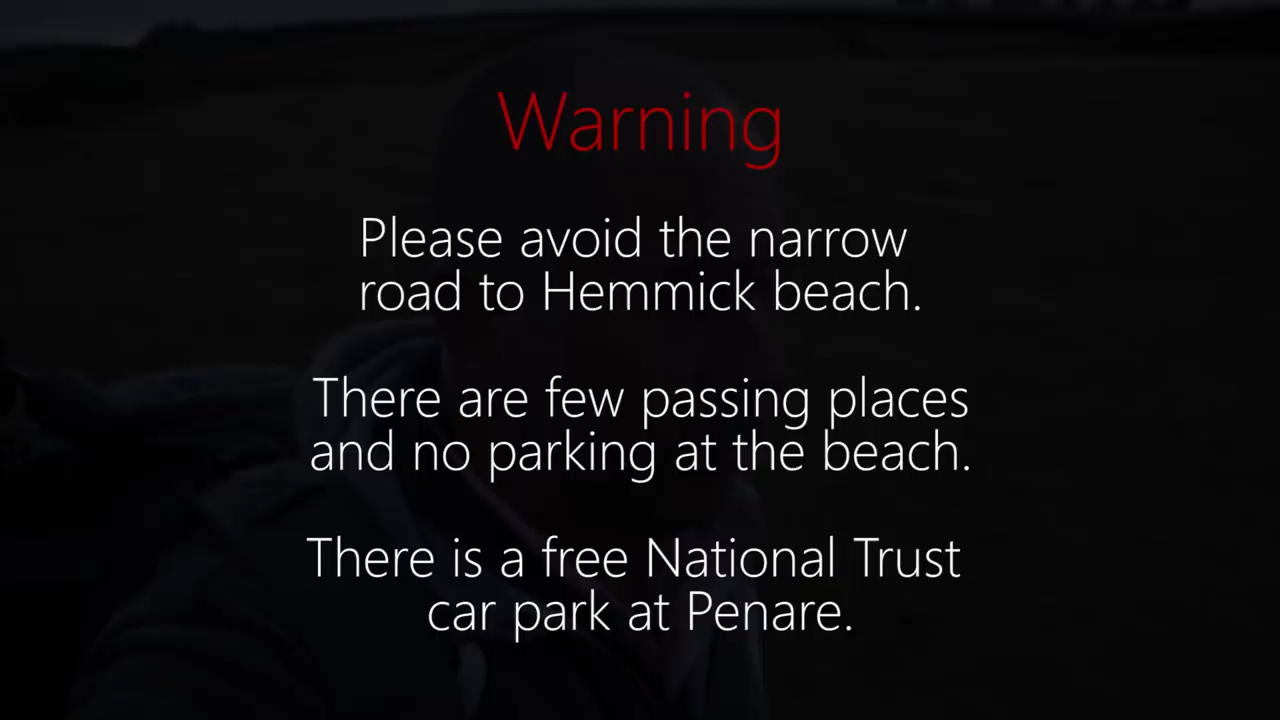 Warning
Please avoid the narrow
road to Hemmick beach.
There are few passing places
and no parking at the beach.
There is a free National Trust
car park at Penare.